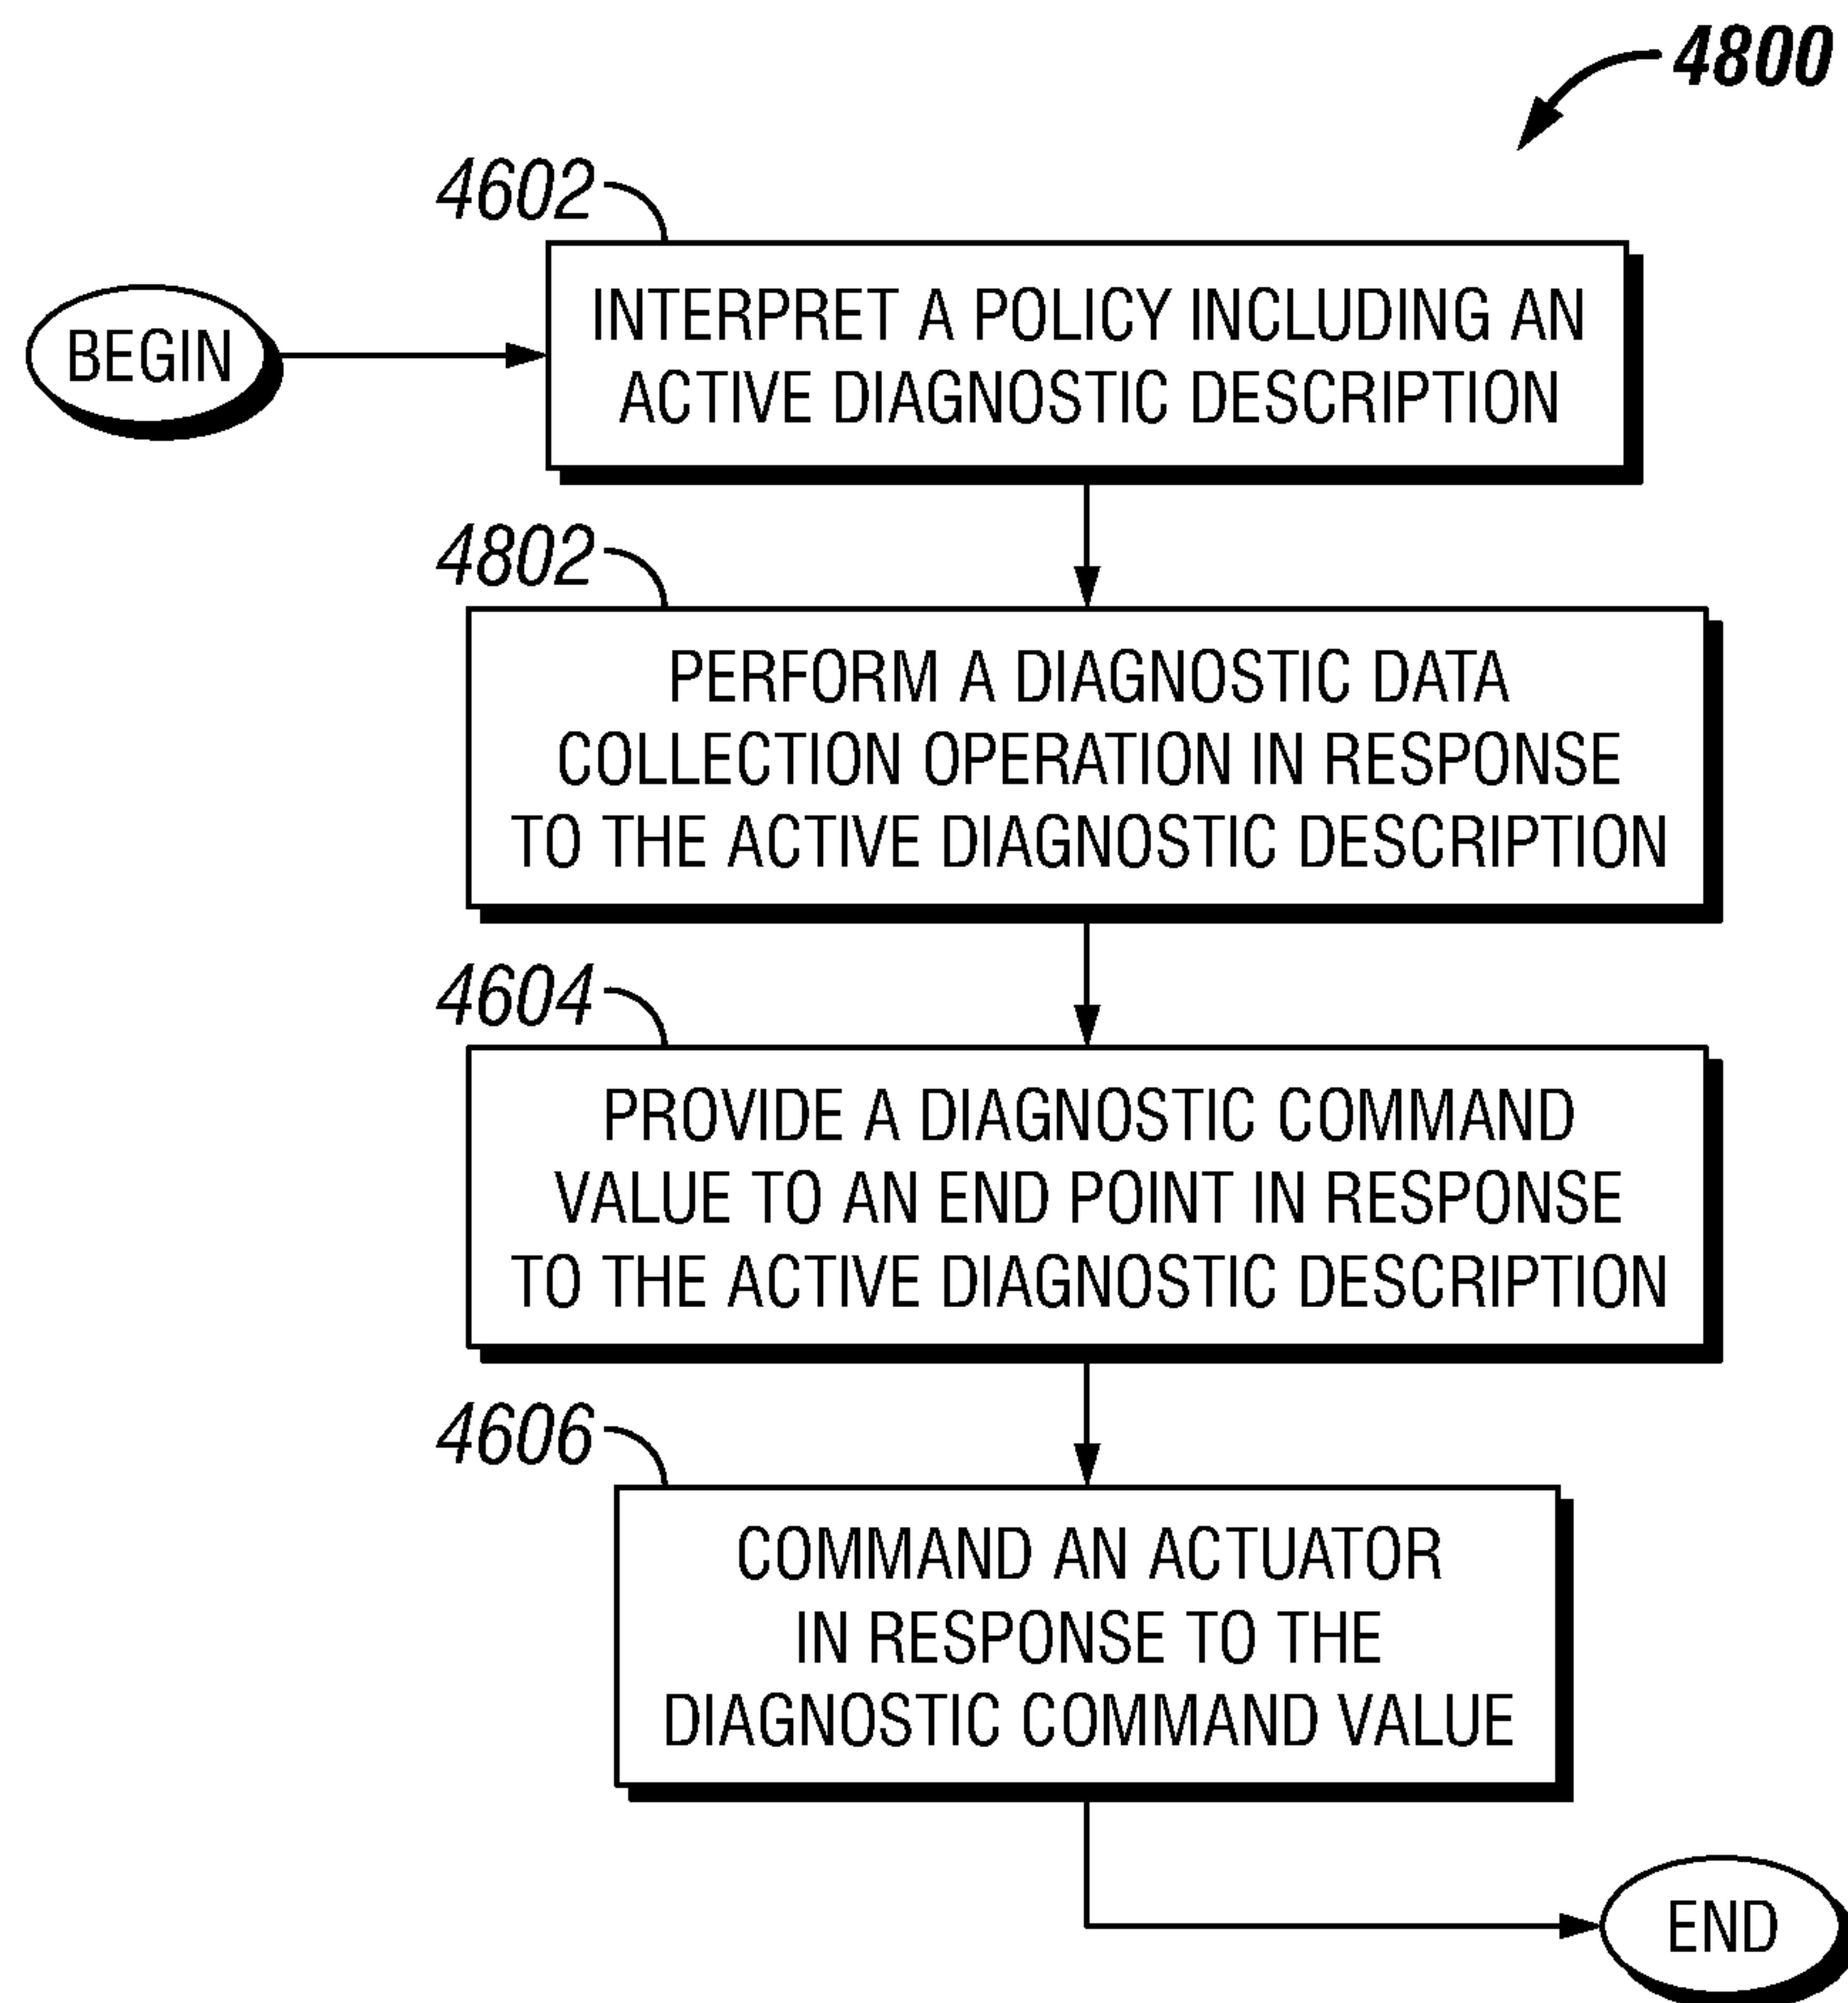 4800
4602
BEGIN
INTERPRET A POLICY INCLUDING AN
ACTIVE DIAGNOSTIC DESCRIPTION
4802
PERFORM A DIAGNOSTIC DATA
COLLECTION OPERATION IN RESPONSE
TO THE ACTIVE DIAGNOSTIC DESCRIPTION
4604
PROVIDE A DIAGNOSTIC COMMAND
VALUE TO AN END POINT IN RESPONSE
TO THE ACTIVE DIAGNOSTIC DESCRIPTION
4606
COMMAND AN ACTUATOR
IN RESPONSE TO THE
DIAGNOSTIC COMMAND VALUE
END